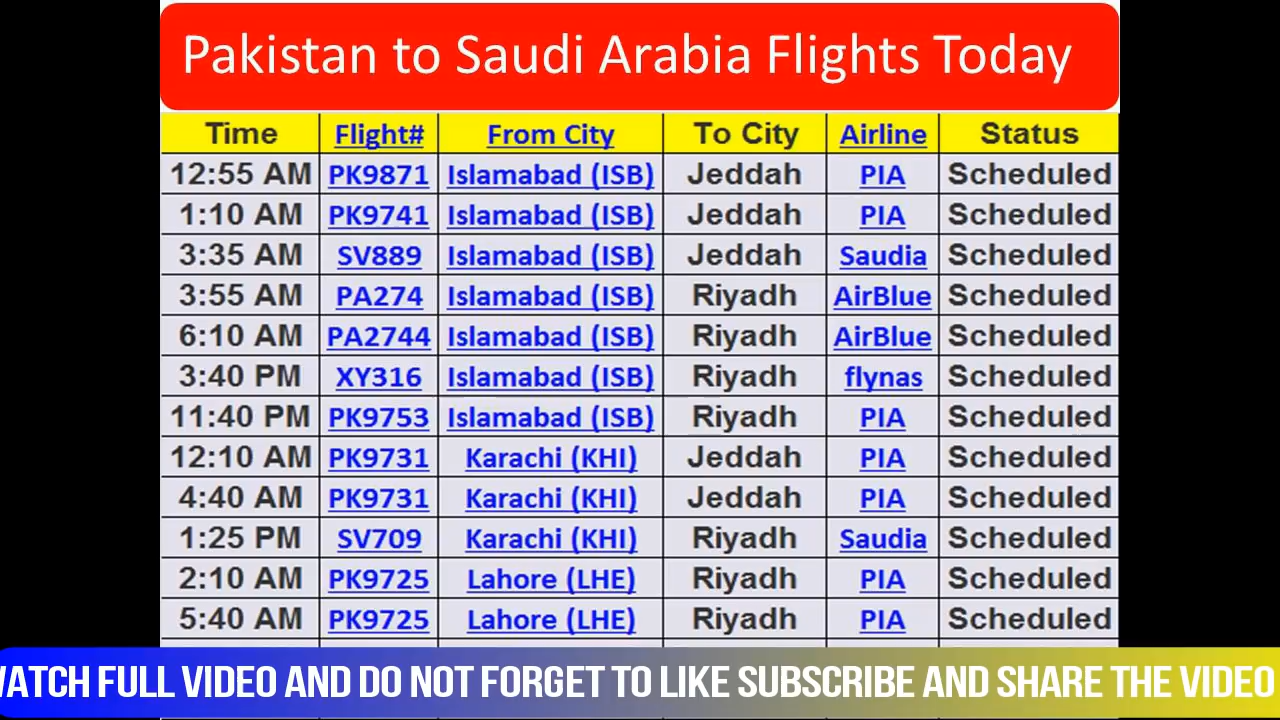 Pakistan to Saudi Arabia Flights Today
Time Flight# From City To City Airline Status
12:55 AM PK9871 Islamabad (ISB) Jeddah PIA Scheduled
1:10 AM PK9741 Islamabad (ISB) Jeddah PIA Scheduled
3:35 AM SV889 Islamabad (ISB) Jeddah Saudia Scheduled
3:55 AM PA274 Islamabad (ISB) Riyadh AirBlue Scheduled
6:10 AM PA2744 Islamabad (ISB) Riyadh AirBlue Scheduled
3:40 PM XY316 Islamabad (ISB) Riyadh flynas Scheduled
11:40 PM PK9753 Islamabad (ISB) Riyadh PIA Scheduled
12:10 AM PK9731 Karachi (KHI) Jeddah PIA Scheduled
4:40 AM PK9731 Karachi (KHI) Jeddah PIA Scheduled
1:25 PM SV709 Karachi (KHI) Riyadh Saudia Scheduled
2:10 AM PK9725 Lahore (LHE) Riyadh PIA Scheduled
5:40 AM PK9725 Lahore (LHE) Riyadh PIA Scheduled
WATCH FULL VIDEO AND DO NOT FORGET TO LIKE SUBSCRIBE AND SHARE THE VIDEO